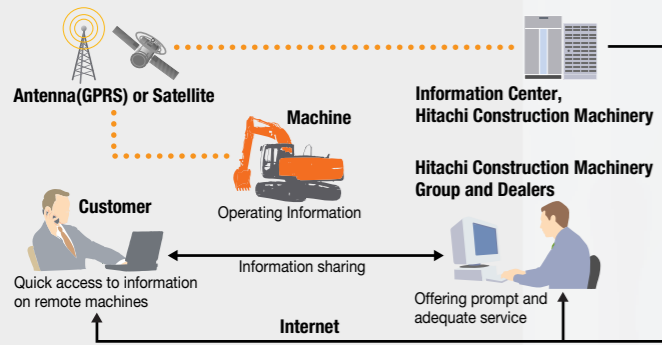 Antenna(GPRS) or Satellite
Information Center,
Hitachi Construction Machinery
Machine
Operating Information
Hitachi Construction Machinery
Group and Dealers
Customer
Information sharing
Quick access to information
on remote machines
Offering prompt and
adequate service
Internet